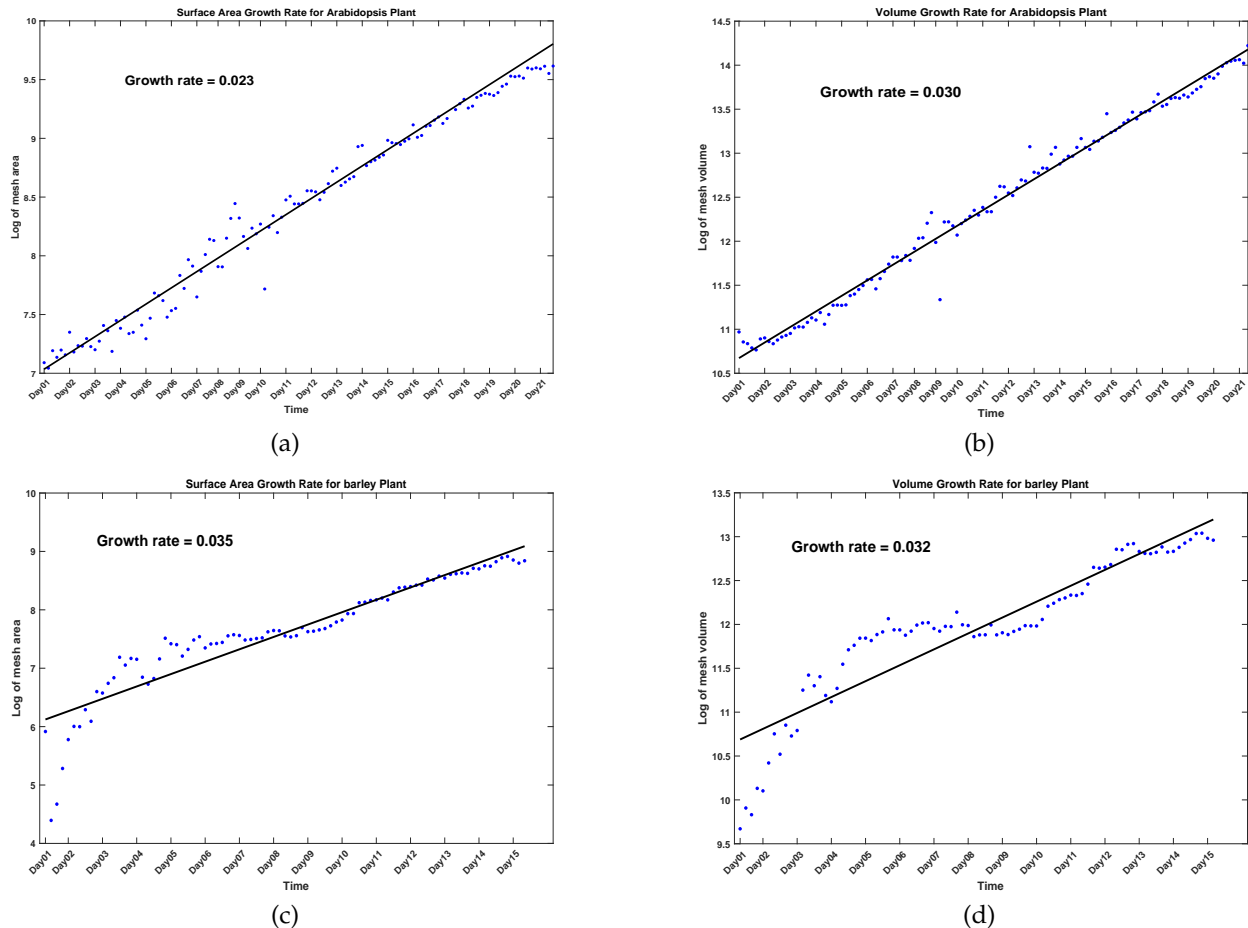 Surface Area Growth Rate for Arabidopsis Plant
10
9.5
9
8.5
8
7.5
7
Log of mesh area
Growth rate = 0.023
Day01 Day02 Day03 Day04 Day05 Day06 Day07 Day08 Day09 Day10 Day11 Day12 Day13 Day14 Day15 Day16 Day17 Day18 Day19 Day20 Day21
Time
(a)
Volume Growth Rate for Arabidopsis Plant
14.5
14
13.5
13
12.5
12
11.5
11
10.5
Log of mesh volume
Growth rate = 0.030
Day01 Day02 Day03 Day04 Day05 Day06 Day07 Day08 Day09 Day10 Day11 Day12 Day13 Day14 Day15 Day16 Day17 Day18 Day19 Day20 Day21
Time
(b)
Surface Area Growth Rate for barley Plant
10
9
8
7
6
5
4
Log of mesh area
Growth rate = 0.035
Day01 Day02 Day03 Day04 Day05 Day06 Day07 Day08 Day09 Day10 Day11 Day12 Day13 Day14 Day15
Time
(c)
Volume Growth Rate for barley Plant
13.5
13
12.5
12
11.5
11
10.5
10
9.5
Log of mesh volume
Growth rate = 0.032
Day01 Day02 Day03 Day04 Day05 Day06 Day07 Day08 Day09 Day10 Day11 Day12 Day13 Day14 Day15
Time
(d)